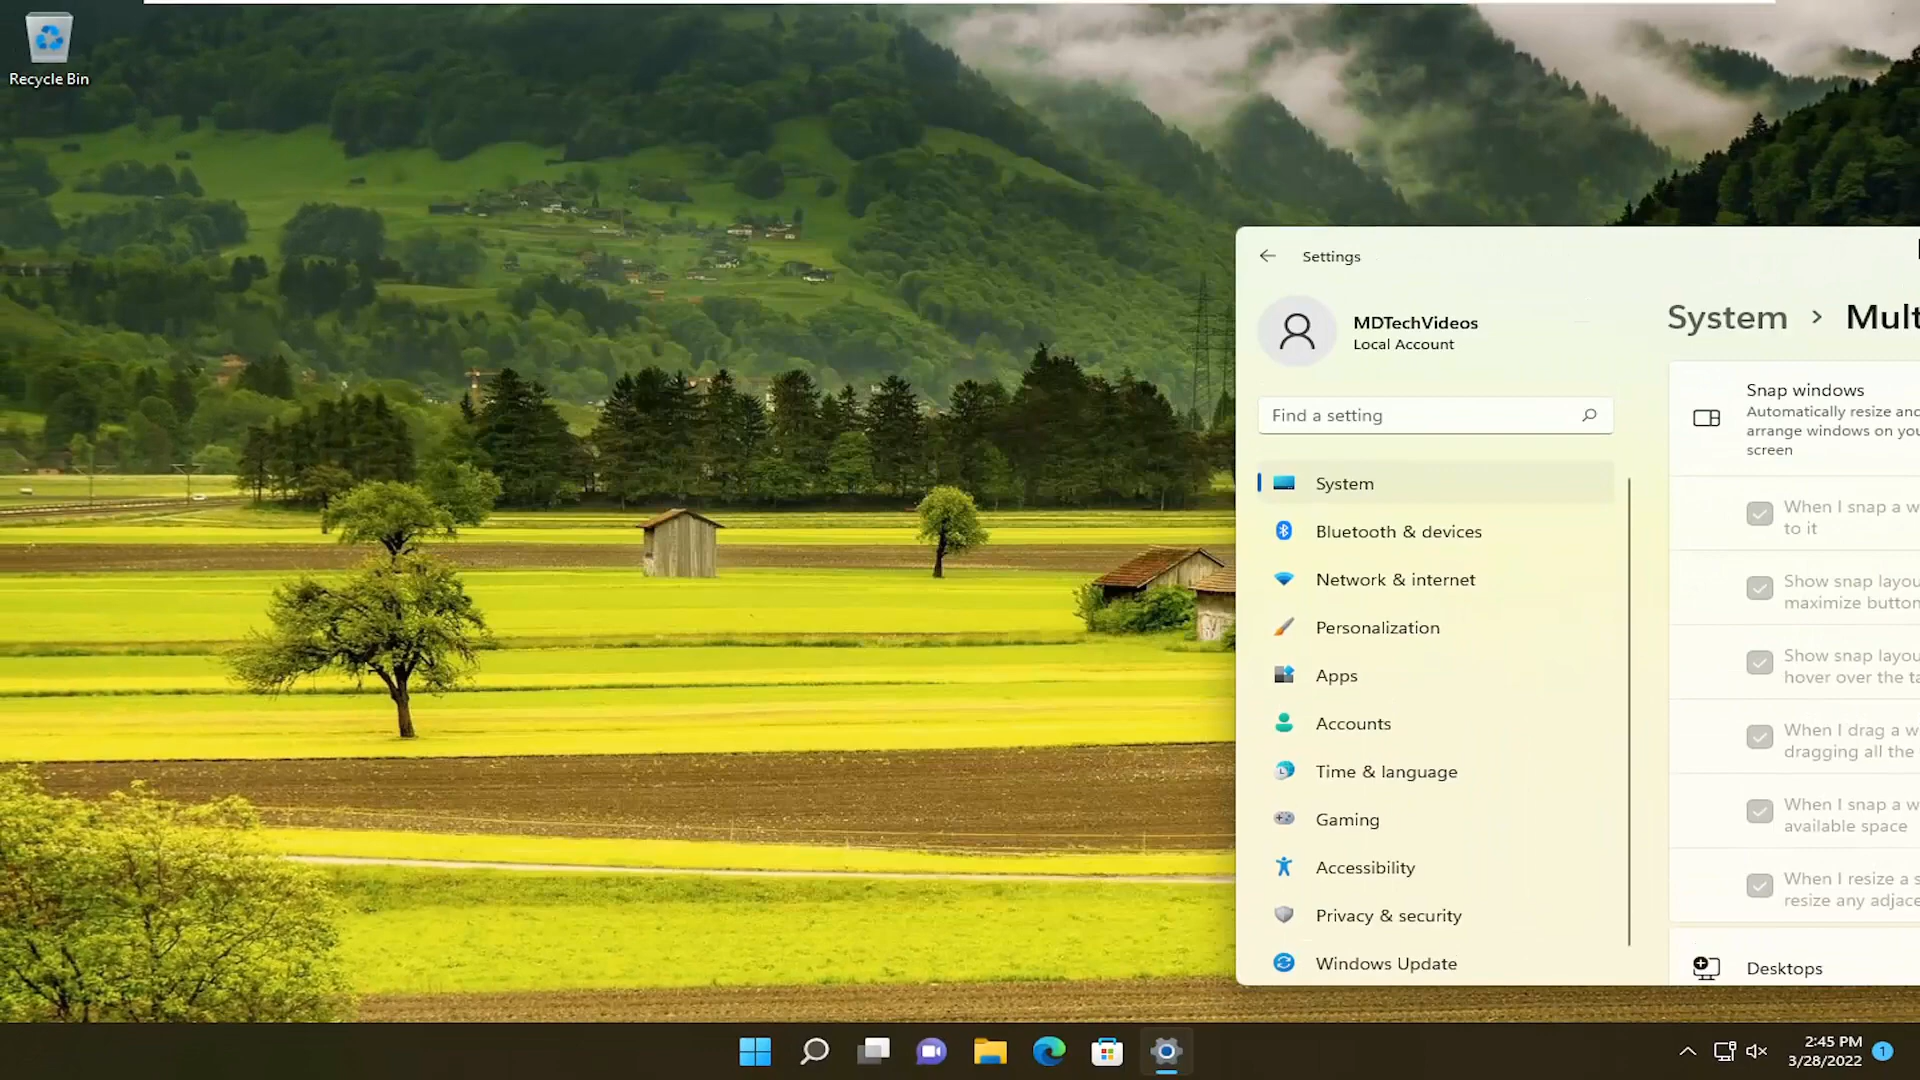 Recycle Bin
Settings
MDTechVideos
Local Account
Find a setting
System
Bluetooth & devices
Network & internet
Personalization
Apps
Accounts
Time & language
Gaming
Accessibility
Privacy & security
Windows Update
System > Mult
Snap windows
Automatically resize and
arrange windows on you
screen
When I snap a w
to it
Show snap layou
maximize button
Show snap layou
hover over the ta
When I drag a w
dragging all the
When I snap a w
available space
When I resize a s
resize any adjace
Desktops
2:45 PM
3/28/2022
1